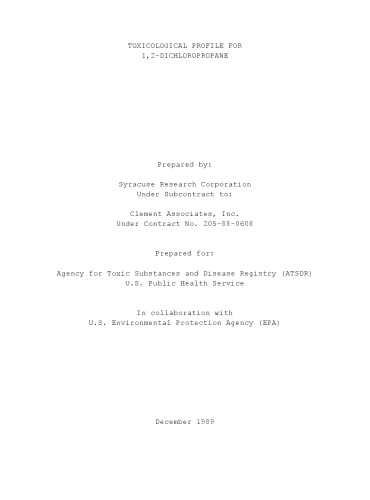 TOXICOLOGICAL PROFILE FOR
1,2-DICHLOROPROPANE
Prepared by:
Syracuse Research Corporation
Under Subcontract to:
Clement Associates, Inc.
Under Contract No. 205-88-0608
Prepared for:
Agency for Toxic Substances and Disease Registry (ATSDR)
U.S. Public Health Service
In collaboration with
U.S. Environmental Protection Agency (EPA)
December 1989